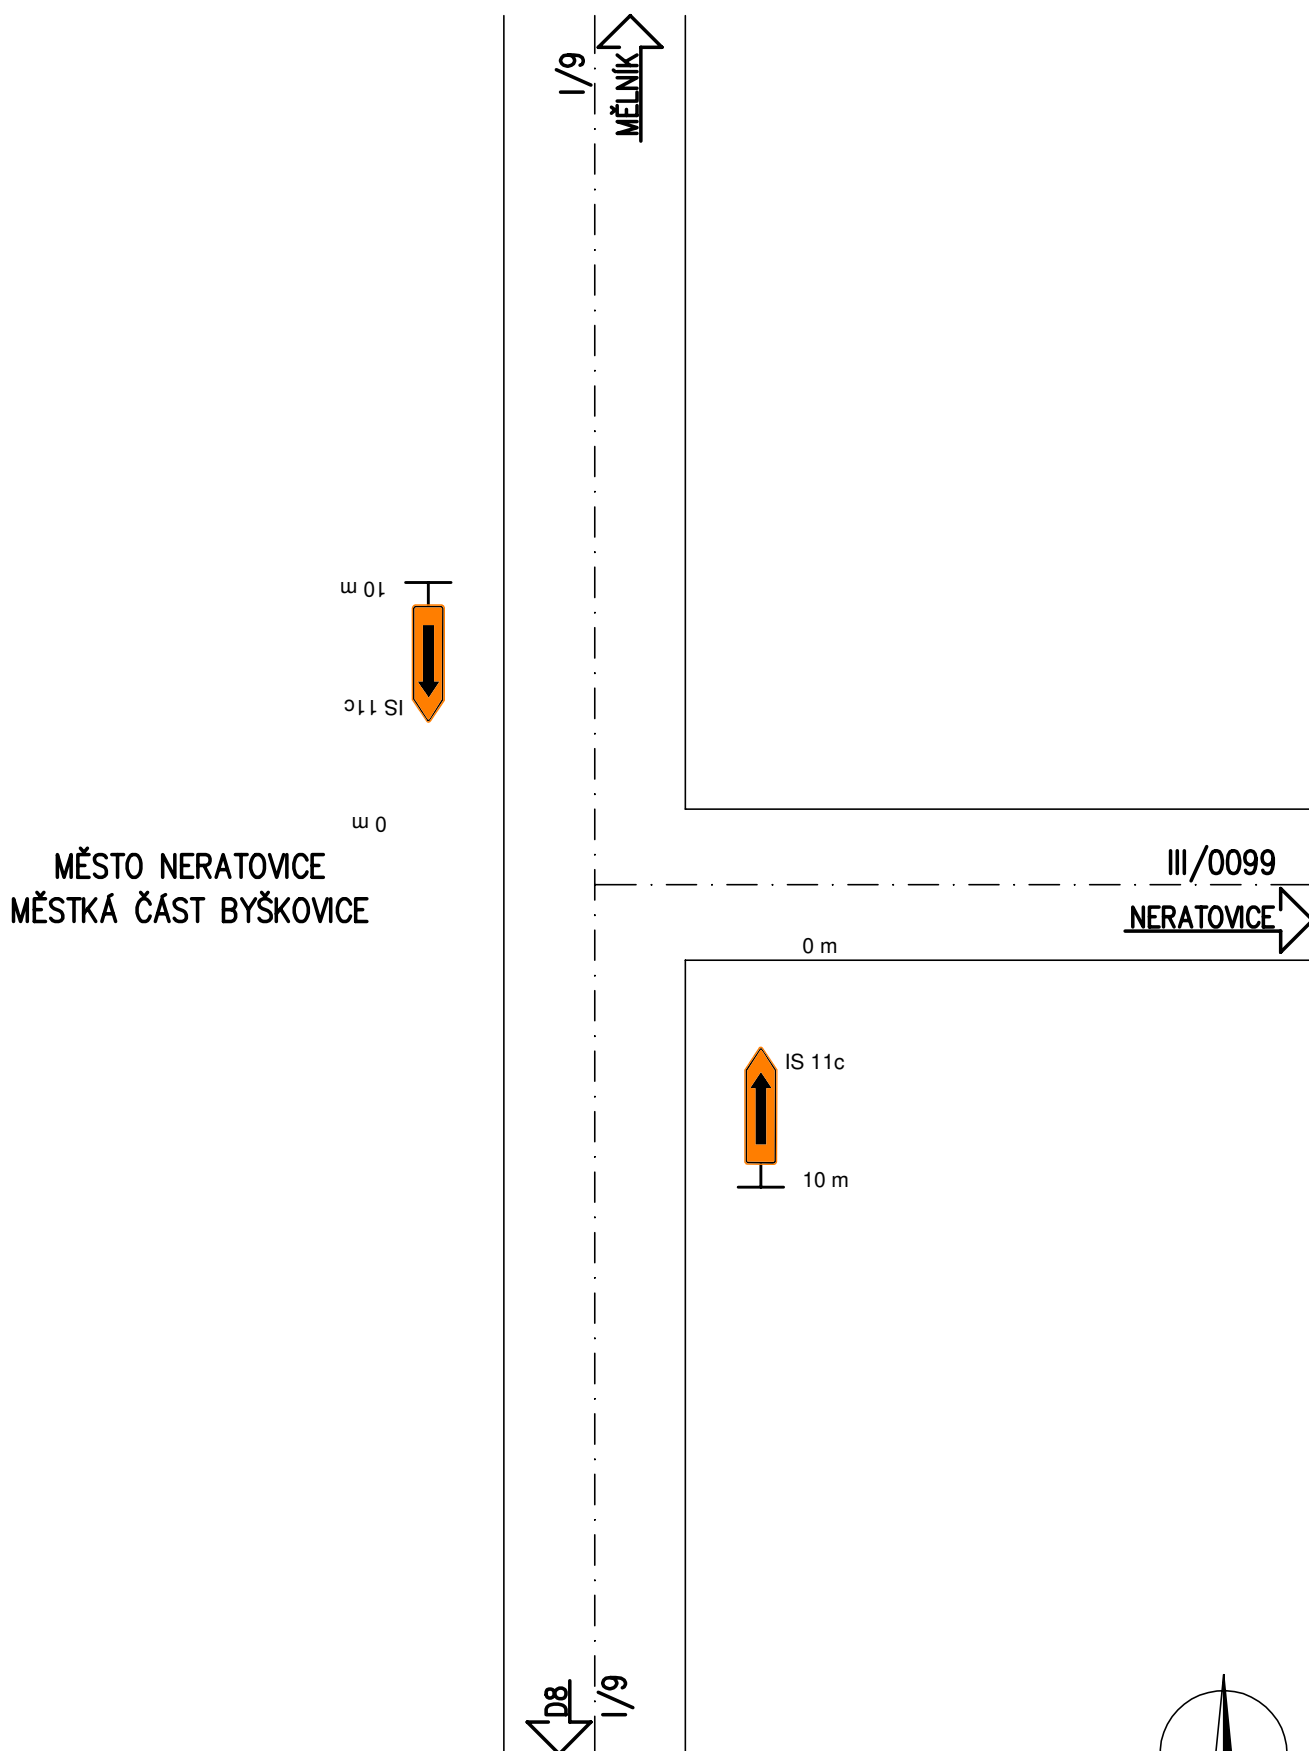 I/9
MĚLNÍK
10 m
IS 11c
0 m
MĚSTO NERATOVICE
MĚSTKÁ ČÁST BYŠKOVICE
III/0099
NERATOVICE
0 m
IS 11c
10 m
D8
I/9